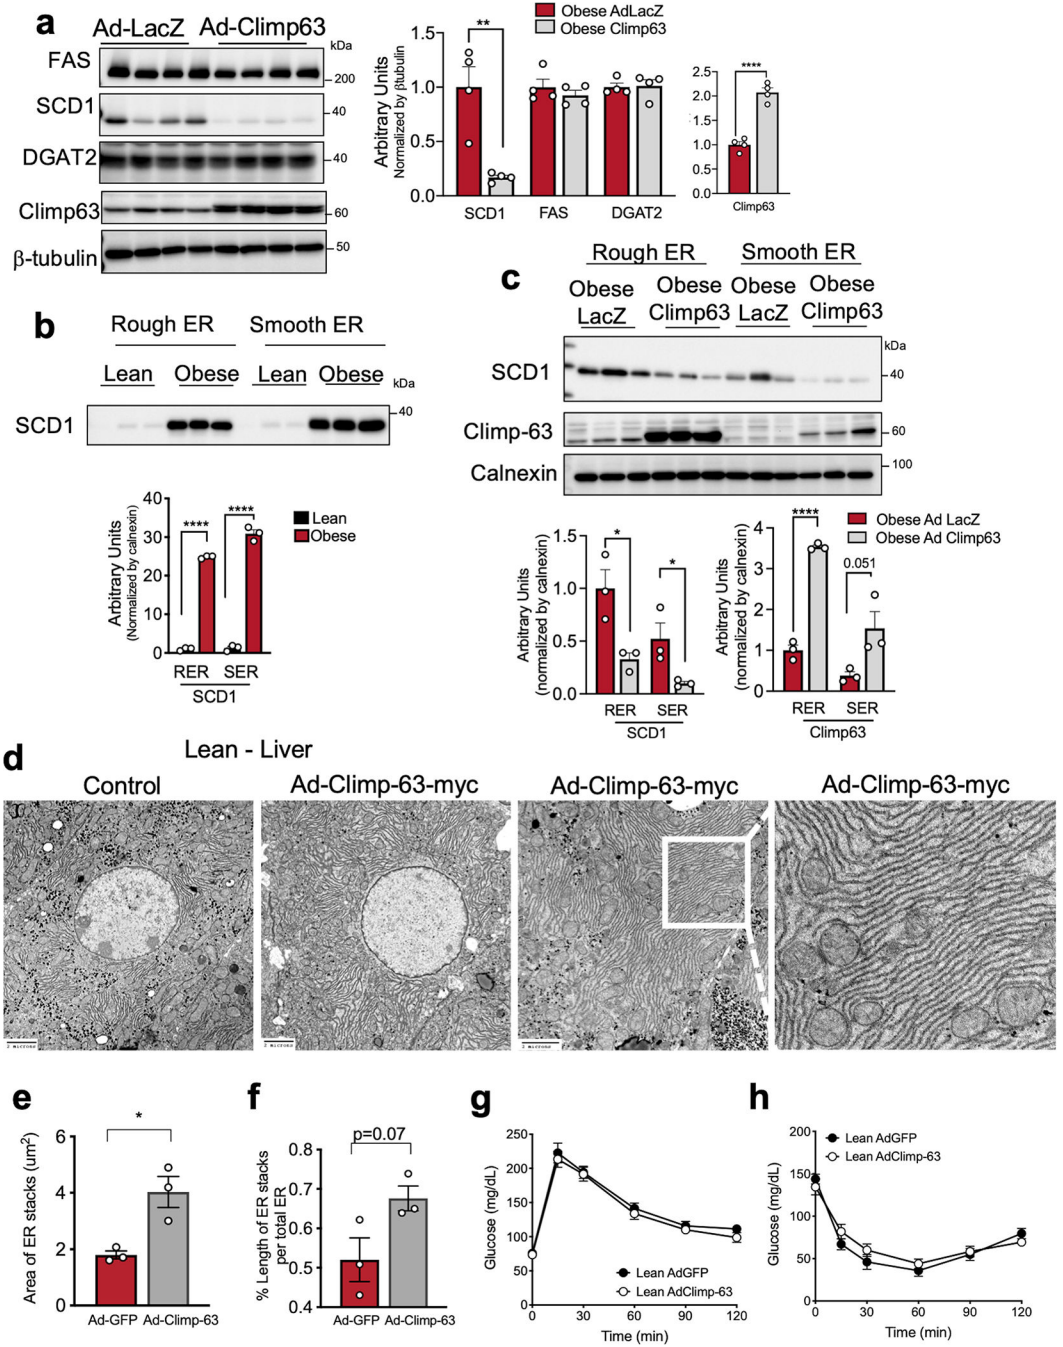 a
Ad-LacZ Ad-Climp63
kDa
FAS
200
SCD1
40
DGAT2
40
Climp63
60
β-tubulin
50
Obese AdLacZ
Obese Climp63
Arbitrary Units
Normalized by βtubulin
1.5
1.0
0.5
0.0
**
SCD1 FAS DGAT2
2.5
2.0
1.5
1.0
0.5
0.0
****
Climp63
b
Rough ER Smooth ER
Lean Obese Lean Obese
kDa
SCD1
40
Arbitrary Units
(Normalized by calnexin)
40
30
20
10
0
**** ****
Lean
Obese
RER SER
SCD1
c
Rough ER Smooth ER
Obese Obese Obese Obese
LacZ Climp63 LacZ Climp63
kDa
SCD1
40
Climp-63
60
Calnexin
100
Arbitrary Units
(normalized by calnexin)
1.5
1.0
0.5
0.0
* *
RER SER
SCD1
Arbitrary Units
(normalized by calnexin)
4
3
2
1
0
****
0.051
Obese Ad LacZ
Obese Ad Climp63
RER SER
Climp63
d
Lean - Liver
Control Ad-Climp-63-myc Ad-Climp-63-myc Ad-Climp-63-myc
2 microns 2 microns 2 microns
e
Area of ER stacks (um²)
6
4
2
0
*
Ad-GFP Ad-Climp-63
f
% Length of ER stacks
per total ER
0.8
0.7
0.6
0.5
0.4
p=0.07
Ad-GFP Ad-Climp-63
g
Glucose (mg/dL)
250
200
150
100
50
0
Lean AdGFP
Lean AdClimp-63
0 30 60 90 120
Time (min)
h
Glucose (mg/dL)
200
150
100
50
0
Lean AdGFP
Lean AdClimp-63
0 30 60 90 120
Time (min)